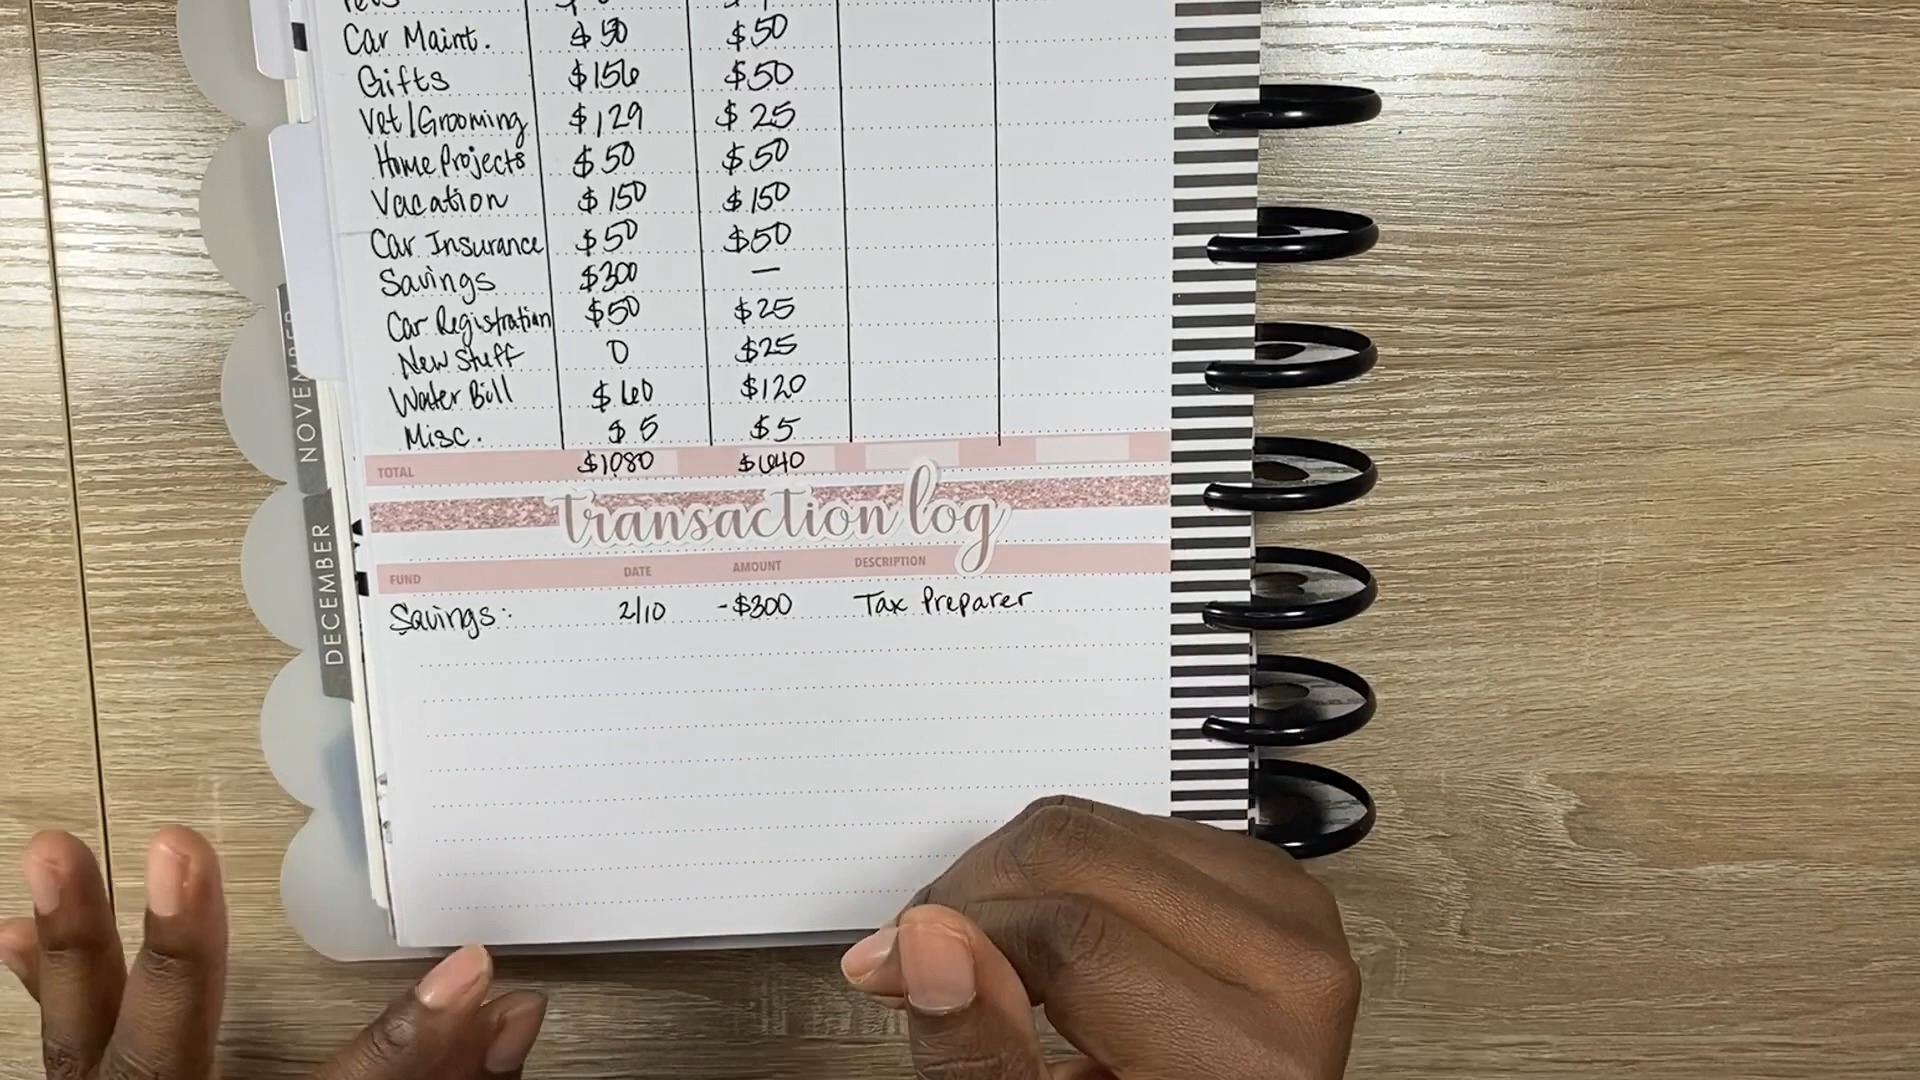 Car Maint. $50 $50
Gifts $156 $50
Vet/Grooming $129 $25
Home Projects $50 $50
Vacation $150 $150
Car Insurance $50 $50
Savings $300 —
Car Registration $50 $25
New Stuff 0 $25
Water Bill $60 $120
Misc. $5 $5
TOTAL $1080 $640
transaction log
FUND DATE AMOUNT DESCRIPTION
Savings: 2/10 -$300 Tax Preparer
NOVEMBER
DECEMBER